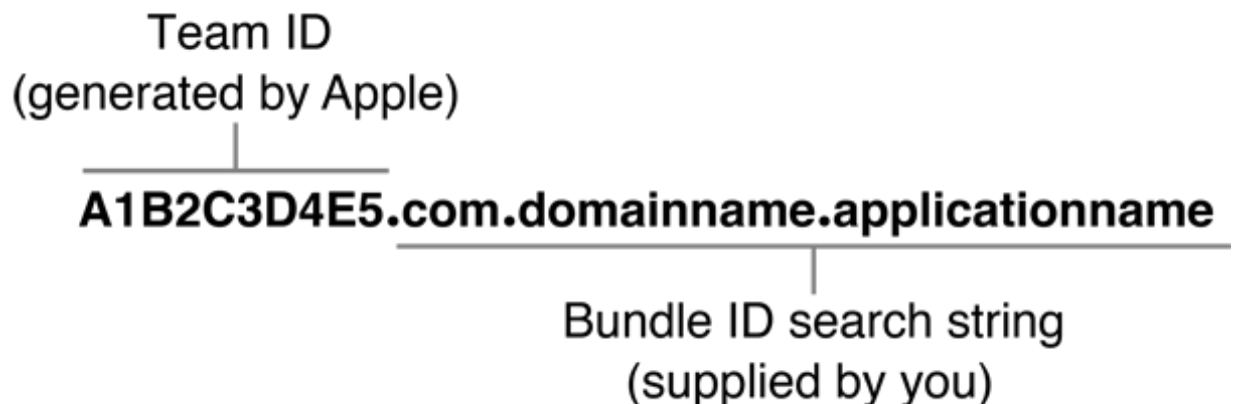 Team ID
(generated by Apple)
A1B2C3D4E5.com.domainname.applicationname
Bundle ID search string
(supplied by you)